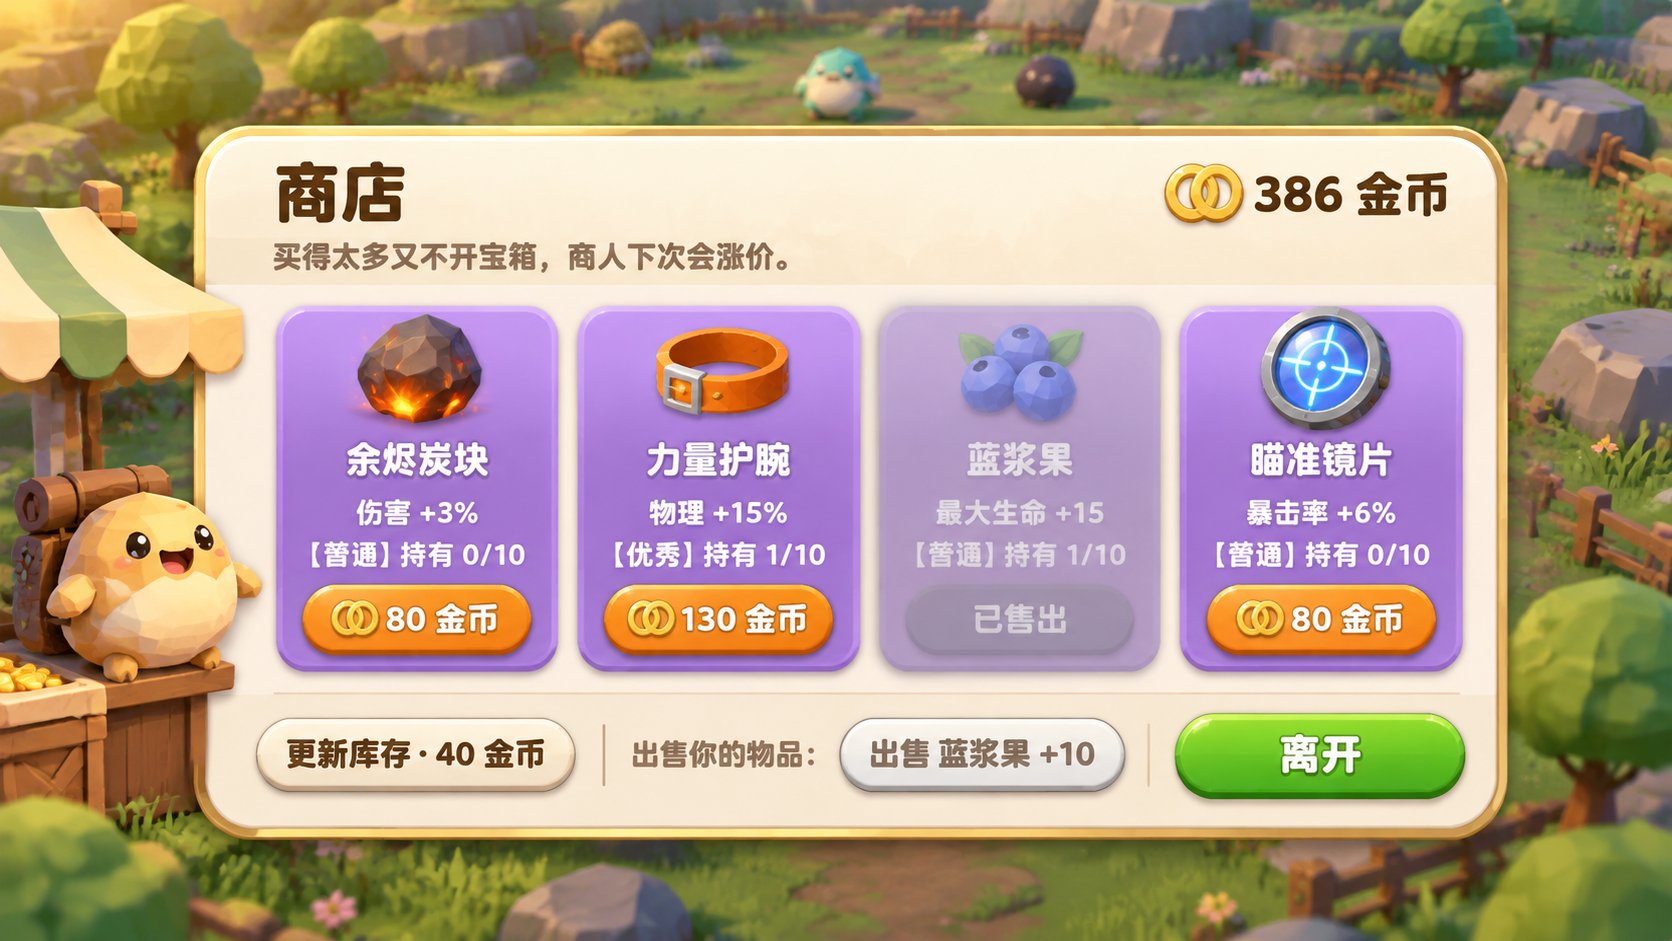 商店
386 金币
买得太多又不开宝箱，商人下次会涨价。
余烬炭块
伤害 +3%
【普通】持有 0/10
80 金币
力量护腕
物理 +15%
【优秀】持有 1/10
130 金币
蓝浆果
最大生命 +15
【普通】持有 1/10
已售出
瞄准镜片
暴击率 +6%
【普通】持有 0/10
80 金币
更新库存 · 40 金币
出售你的物品：
出售 蓝浆果 +10
离开